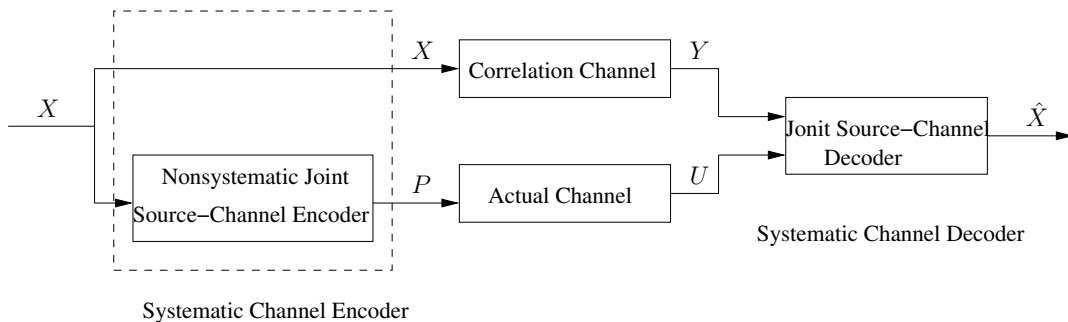 X
X
Correlation Channel
Y
Jonit Source−Channel
Decoder
X̂
Nonsystematic Joint
Source−Channel Encoder
P
Actual Channel
U
Systematic Channel Decoder
Systematic Channel Encoder